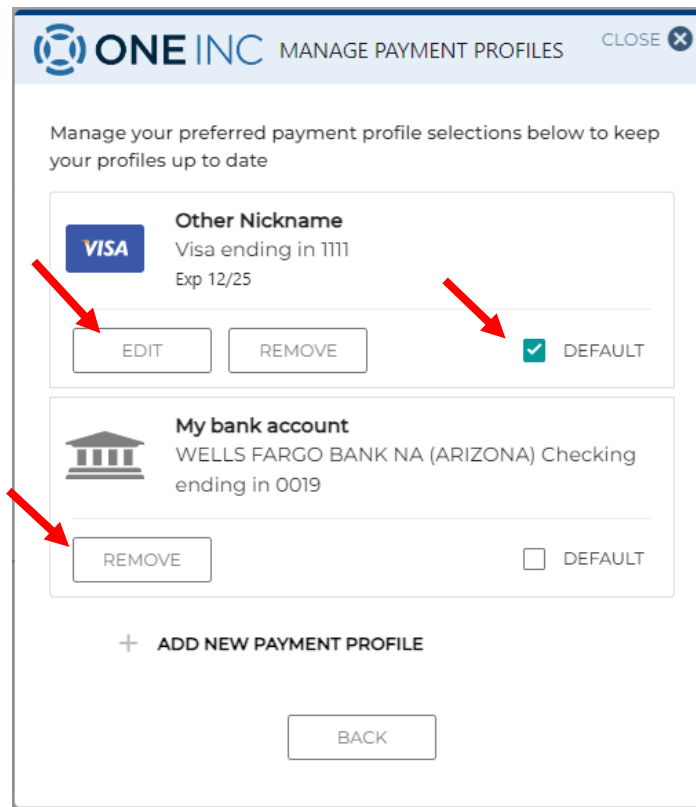 ONE INC MANAGE PAYMENT PROFILES CLOSE
Manage your preferred payment profile selections below to keep
your profiles up to date
VISA
Other Nickname
Visa ending in 1111
Exp 12/25
EDIT REMOVE DEFAULT
My bank account
WELLS FARGO BANK NA (ARIZONA) Checking
ending in 0019
REMOVE DEFAULT
+ ADD NEW PAYMENT PROFILE
BACK